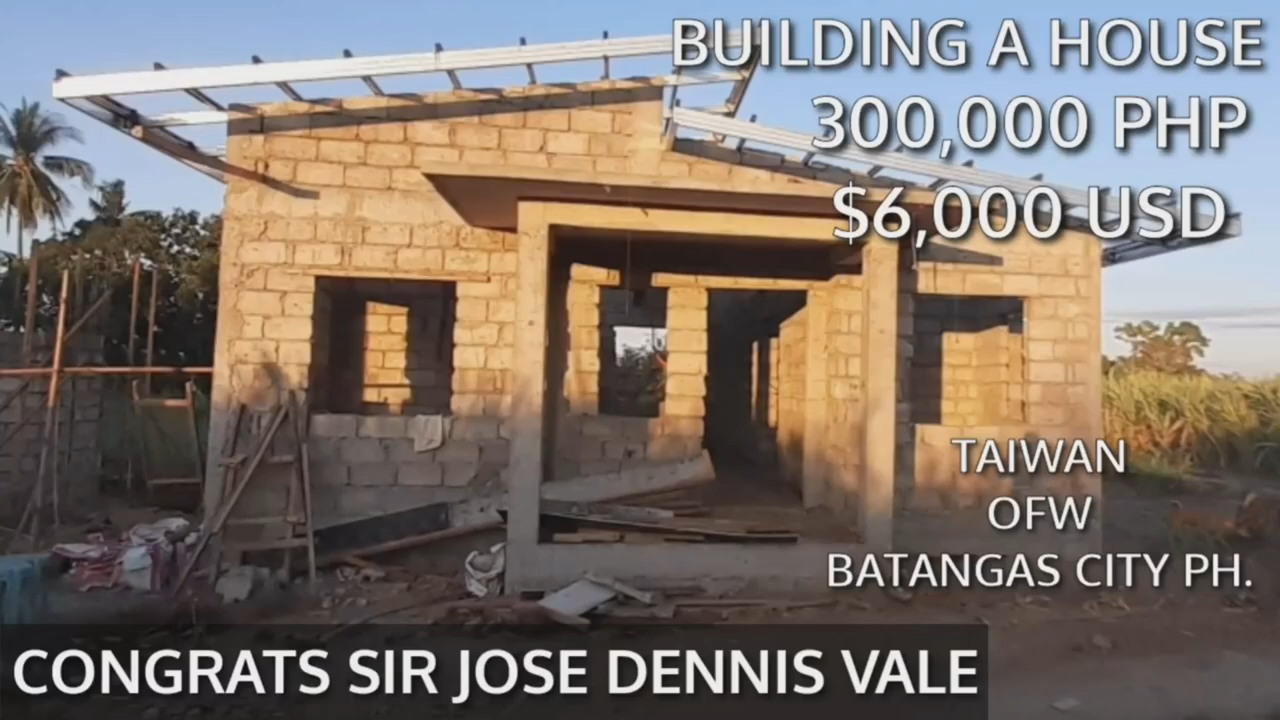 BUILDING A HOUSE
300,000 PHP
$6,000 USD
TAIWAN
OFW
BATANGAS CITY PH.
CONGRATS SIR JOSE DENNIS VALE